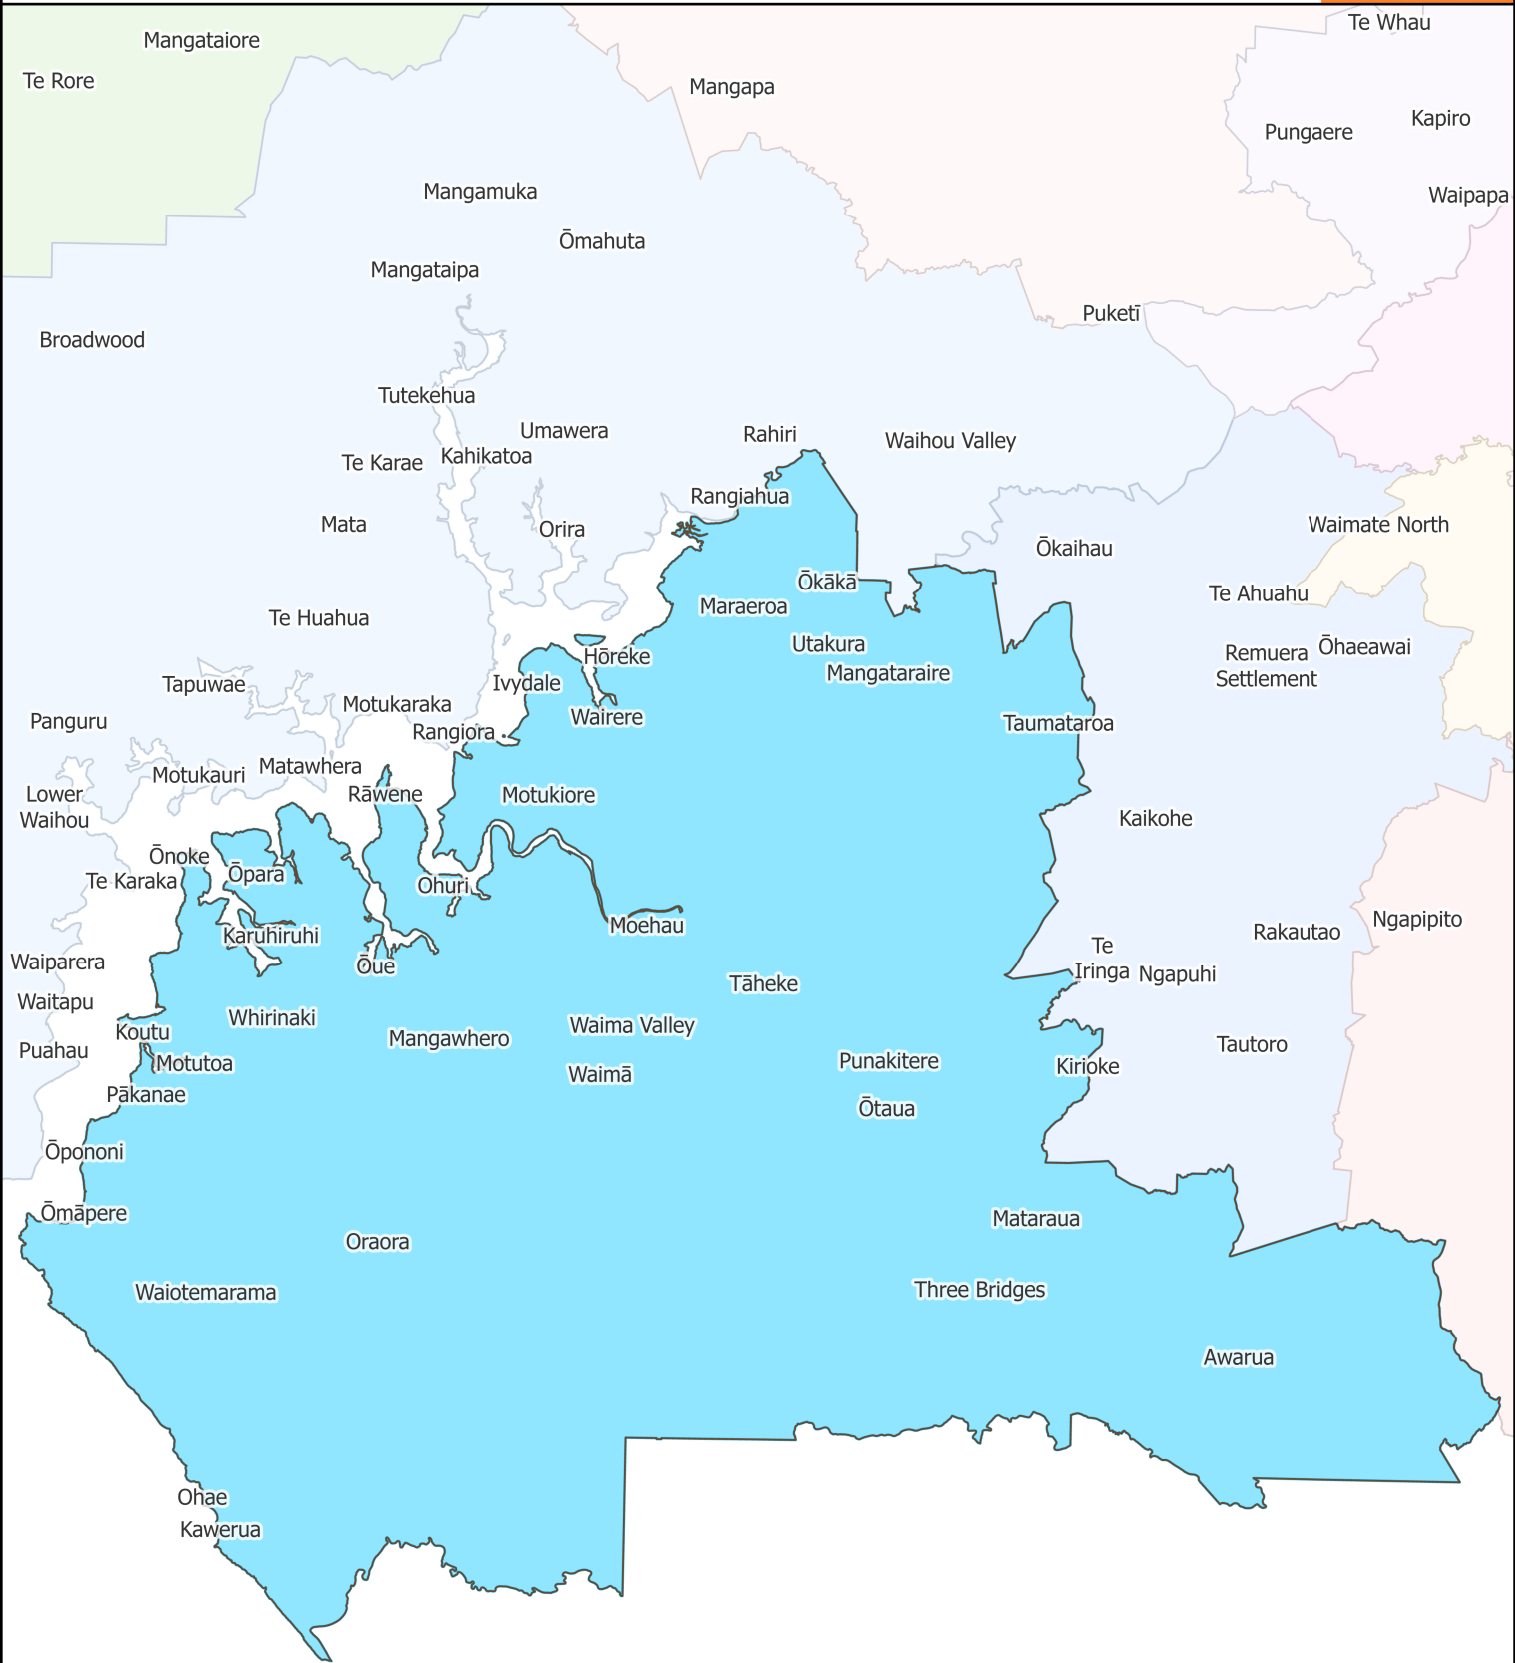 Te Whau
Mangataiore
Te Rore
Mangapa
Kapiro
Pungaere
Mangamuka
Waipapa
Ōmahuta
Mangataipa
Puketī
Broadwood
Tutekehua
Umawera
Rahiri
Waihou Valley
Kahikatoa
Te Karae
Rangiahua
Mata
Orira
Waimate North
Ōkaihau
Ōkākā
Te Ahuahu
Maraeroa
Te Huahua
Utakura
Ōhaeawai
Hōreke
Remuera
Settlement
Mangataraire
Ivydale
Tapuwae
Motukaraka
Wairere
Panguru
Taumataroa
Rangiora
Matawhera
Motukauri
Lower
Waihou
Rāwene
Motukiore
Kaikohe
Ōnoke
Ōpara
Te Karaka
Ohuri
Ngapipito
Moehau
Karuhiruhi
Rakautao
Te
Iringa
Ngapuhi
Waiparera
Ōue
Tāheke
Waitapu
Whirinaki
Waima Valley
Koutu
Mangawhero
Tautoro
Puahau
Motutoa
Punakitere
Kirioke
Waimā
Pākanae
Ōtaua
Ōpononi
Ōmāpere
Mataraua
Oraora
Waiotemarama
Three Bridges
Awarua
Ohae
Kawerua